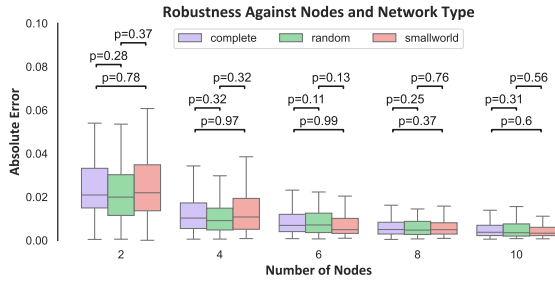 Robustness Against Nodes and Network Type
complete random smallworld
Absolute Error
0.10
0.08
0.06
0.04
0.02
0.00
p=0.37
p=0.28
p=0.78
p=0.32
p=0.32
p=0.97
p=0.13
p=0.11
p=0.99
p=0.76
p=0.25
p=0.37
p=0.56
p=0.31
p=0.6
2 4 6 8 10
Number of Nodes